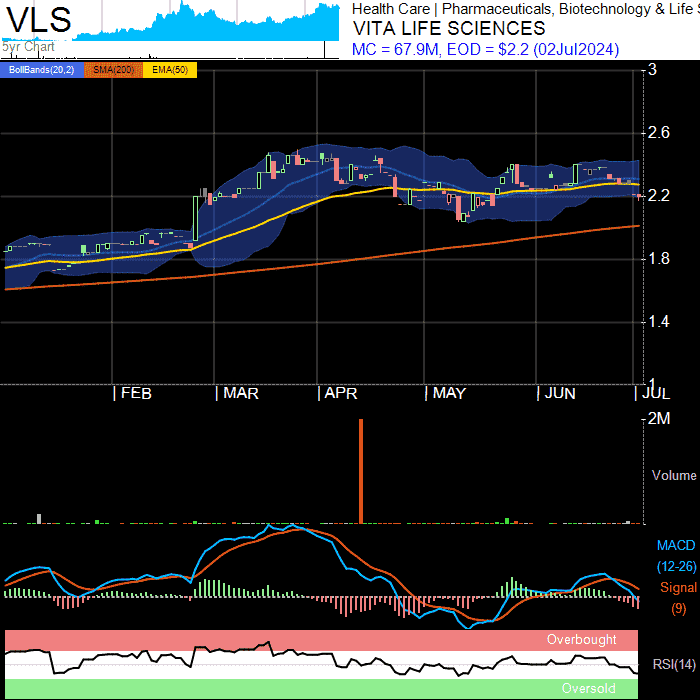 VLS
5yr Chart
Health Care | Pharmaceuticals, Biotechnology & Life S
VITA LIFE SCIENCES
MC = 67.9M, EOD = $2.2 (02Jul2024)
BollBands(20,2) SMA(200) EMA(50)
3
2.6
2.2
1.8
1.4
1
FEB MAR APR MAY JUN JUL
2M
Volume
MACD
(12-26)
Signal
(9)
Overbought
RSI(14)
Oversold